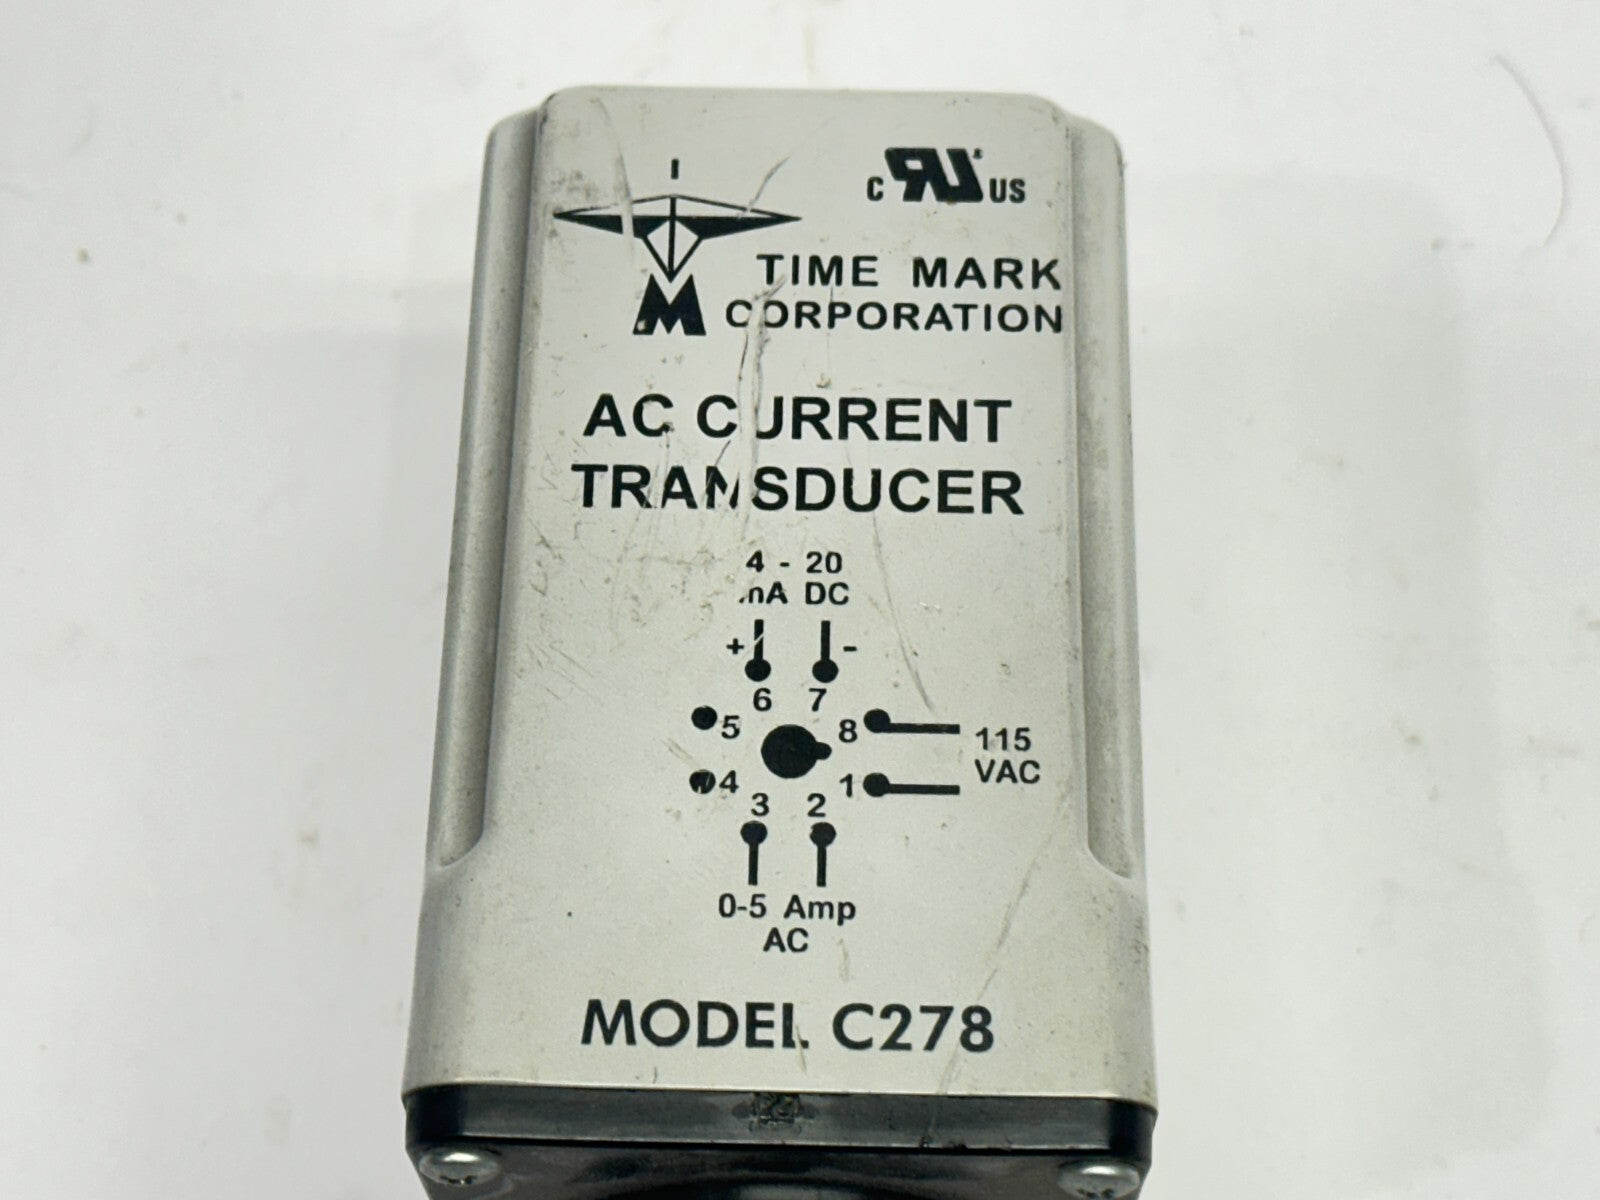 I
M
C RU US
TIME MARK
CORPORATION
AC CURRENT
TRANSDUCER
4 - 20
mA DC
+ -
6 7
5 8
115
VAC
4 1
3 2
0-5 Amp
AC
MODEL C278